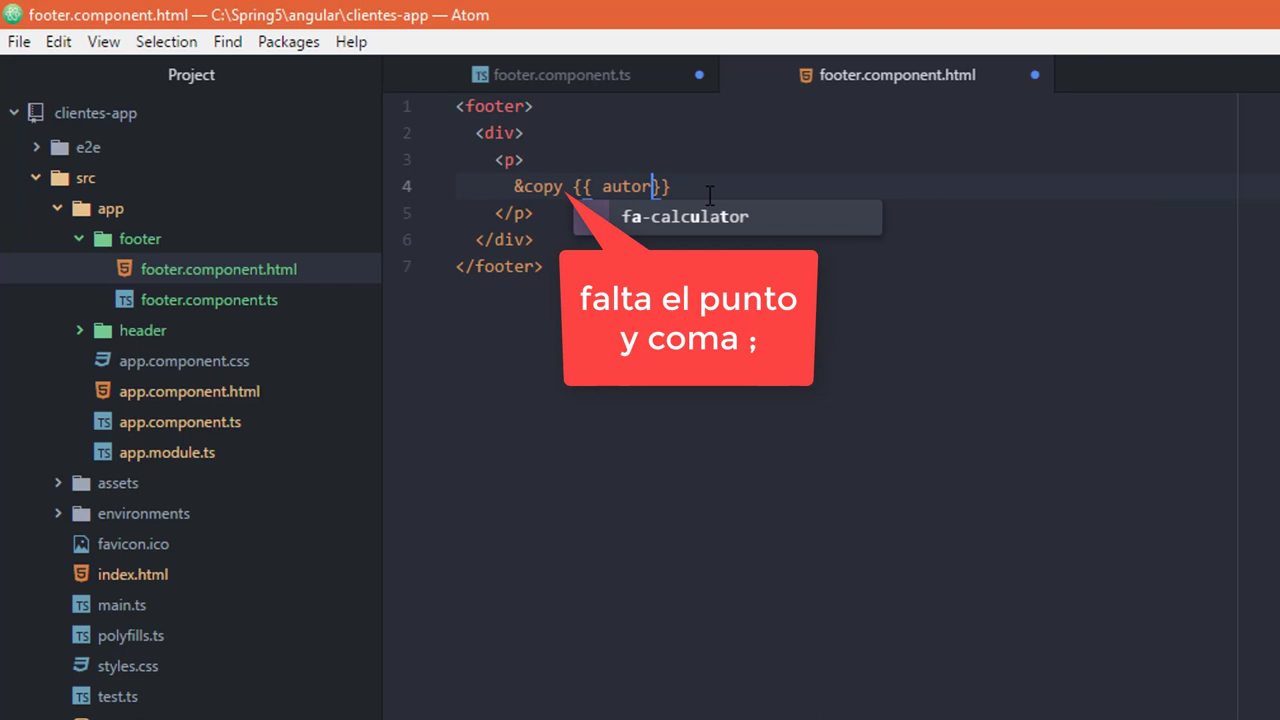 footer.component.html — C:\Spring5\angular\clientes-app — Atom
File Edit View Selection Find Packages Help
Project
clientes-app
e2e
src
app
footer
footer.component.html
footer.component.ts
header
app.component.css
app.component.html
app.component.ts
app.module.ts
assets
environments
favicon.ico
index.html
main.ts
polyfills.ts
styles.css
test.ts
footer.component.ts footer.component.html
1 <footer>
2 <div>
3 <p>
4 &copy {{ autor}}
fa-calculator
5 </p>
6 </div>
7 </footer>
falta el punto
y coma ;